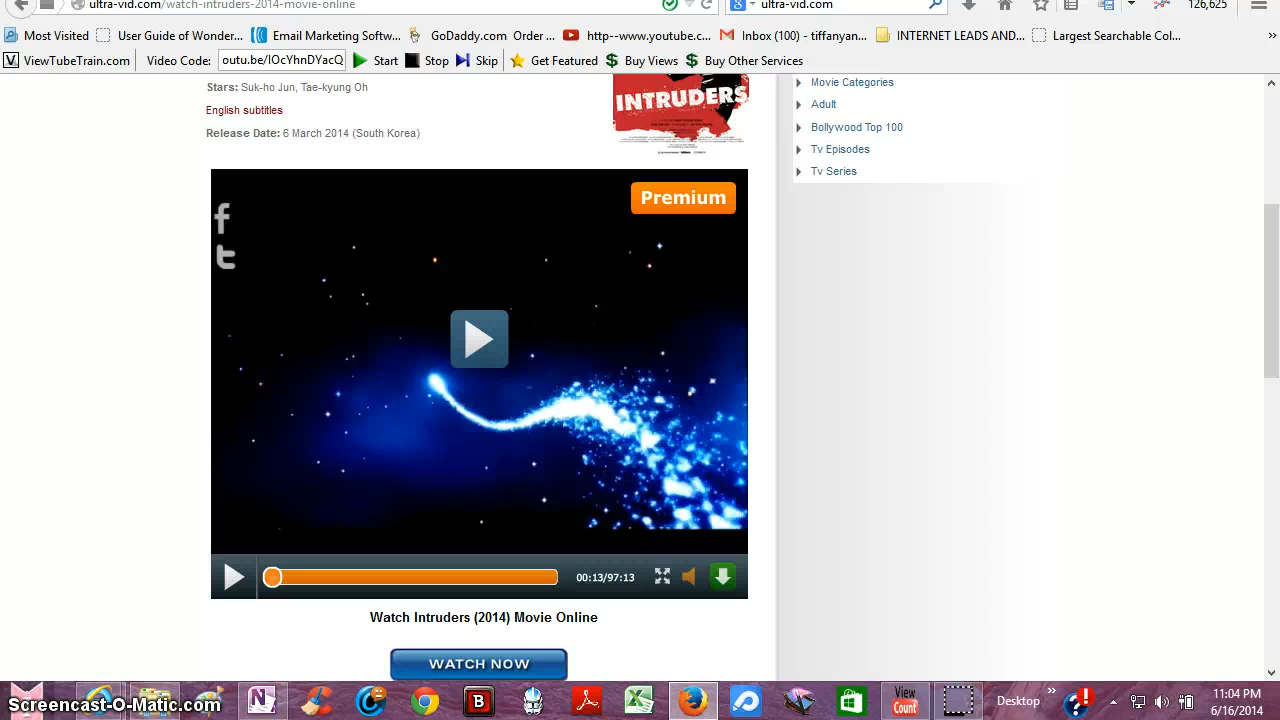 ultra-vid.com/watch-intruders-2014-movie-online
ultra-vid.com
126,625
Most Visited
User Guide of Wonder...
Email Marketing Softw...
GoDaddy.com Order ...
http--www.youtube.c...
Inbox (100) - tiffanyan...
INTERNET LEADS AND...
Largest Searchable Col...
»
ViewTubeTrain.com
Video Code:
outu.be/lOcYhnDYacQ
Start
Stop
Skip
Get Featured
$ Buy Views
$ Buy Other Services
Stars: Suk-ho Jun, Tae-kyung Oh
English subtitles
Release Date: 6 March 2014 (South Korea)
INTRUDERS
Movie Categories
Adult
Bollywood Top 100
Tv Episodes
Tv Series
Premium
f
t
00:13/97:13
Watch Intruders (2014) Movie Online
WATCH NOW
Screencast-O-Matic.com
View
Count
Desktop
»
11:04 PM
6/16/2014